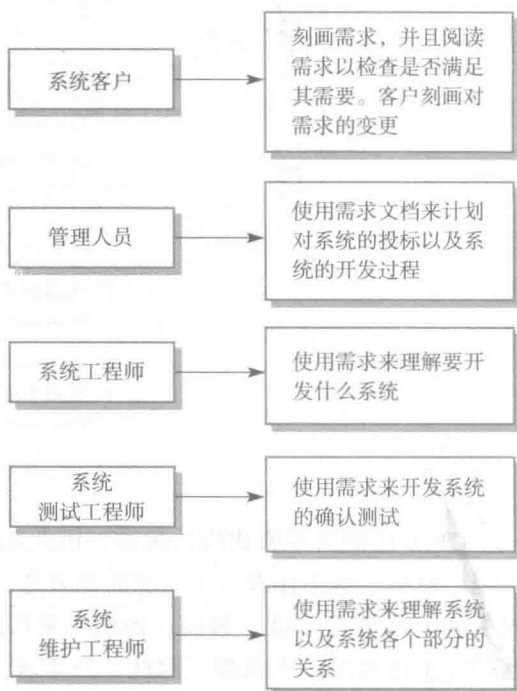 系统客户
刻画需求，并且阅读
需求以检查是否满足
其需要。客户刻画对
需求的变更
管理人员
使用需求文档来计划
对系统的投标以及系
统的开发过程
系统工程师
使用需求来理解要开
发什么系统
系统
测试工程师
使用需求来开发系统
的确认测试
系统
维护工程师
使用需求来理解系统
以及系统各个部分的
关系